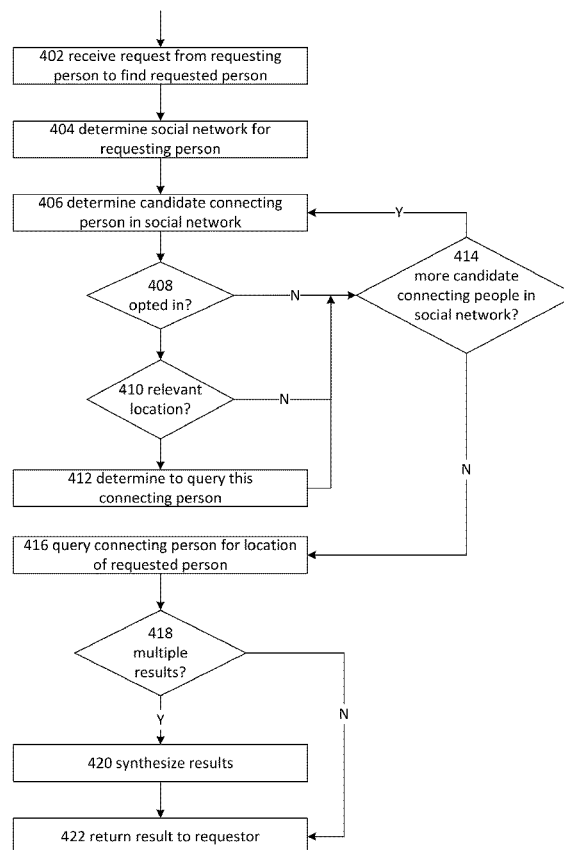 402 receive request from requesting
person to find requested person
404 determine social network for
requesting person
406 determine candidate connecting
person in social network
Y
414
more candidate
connecting people in
social network?
408
opted in?
N
410 relevant
location?
N
412 determine to query this
connecting person
N
416 query connecting person for location
of requested person
418
multiple
results?
N
Y
420 synthesize results
422 return result to requestor